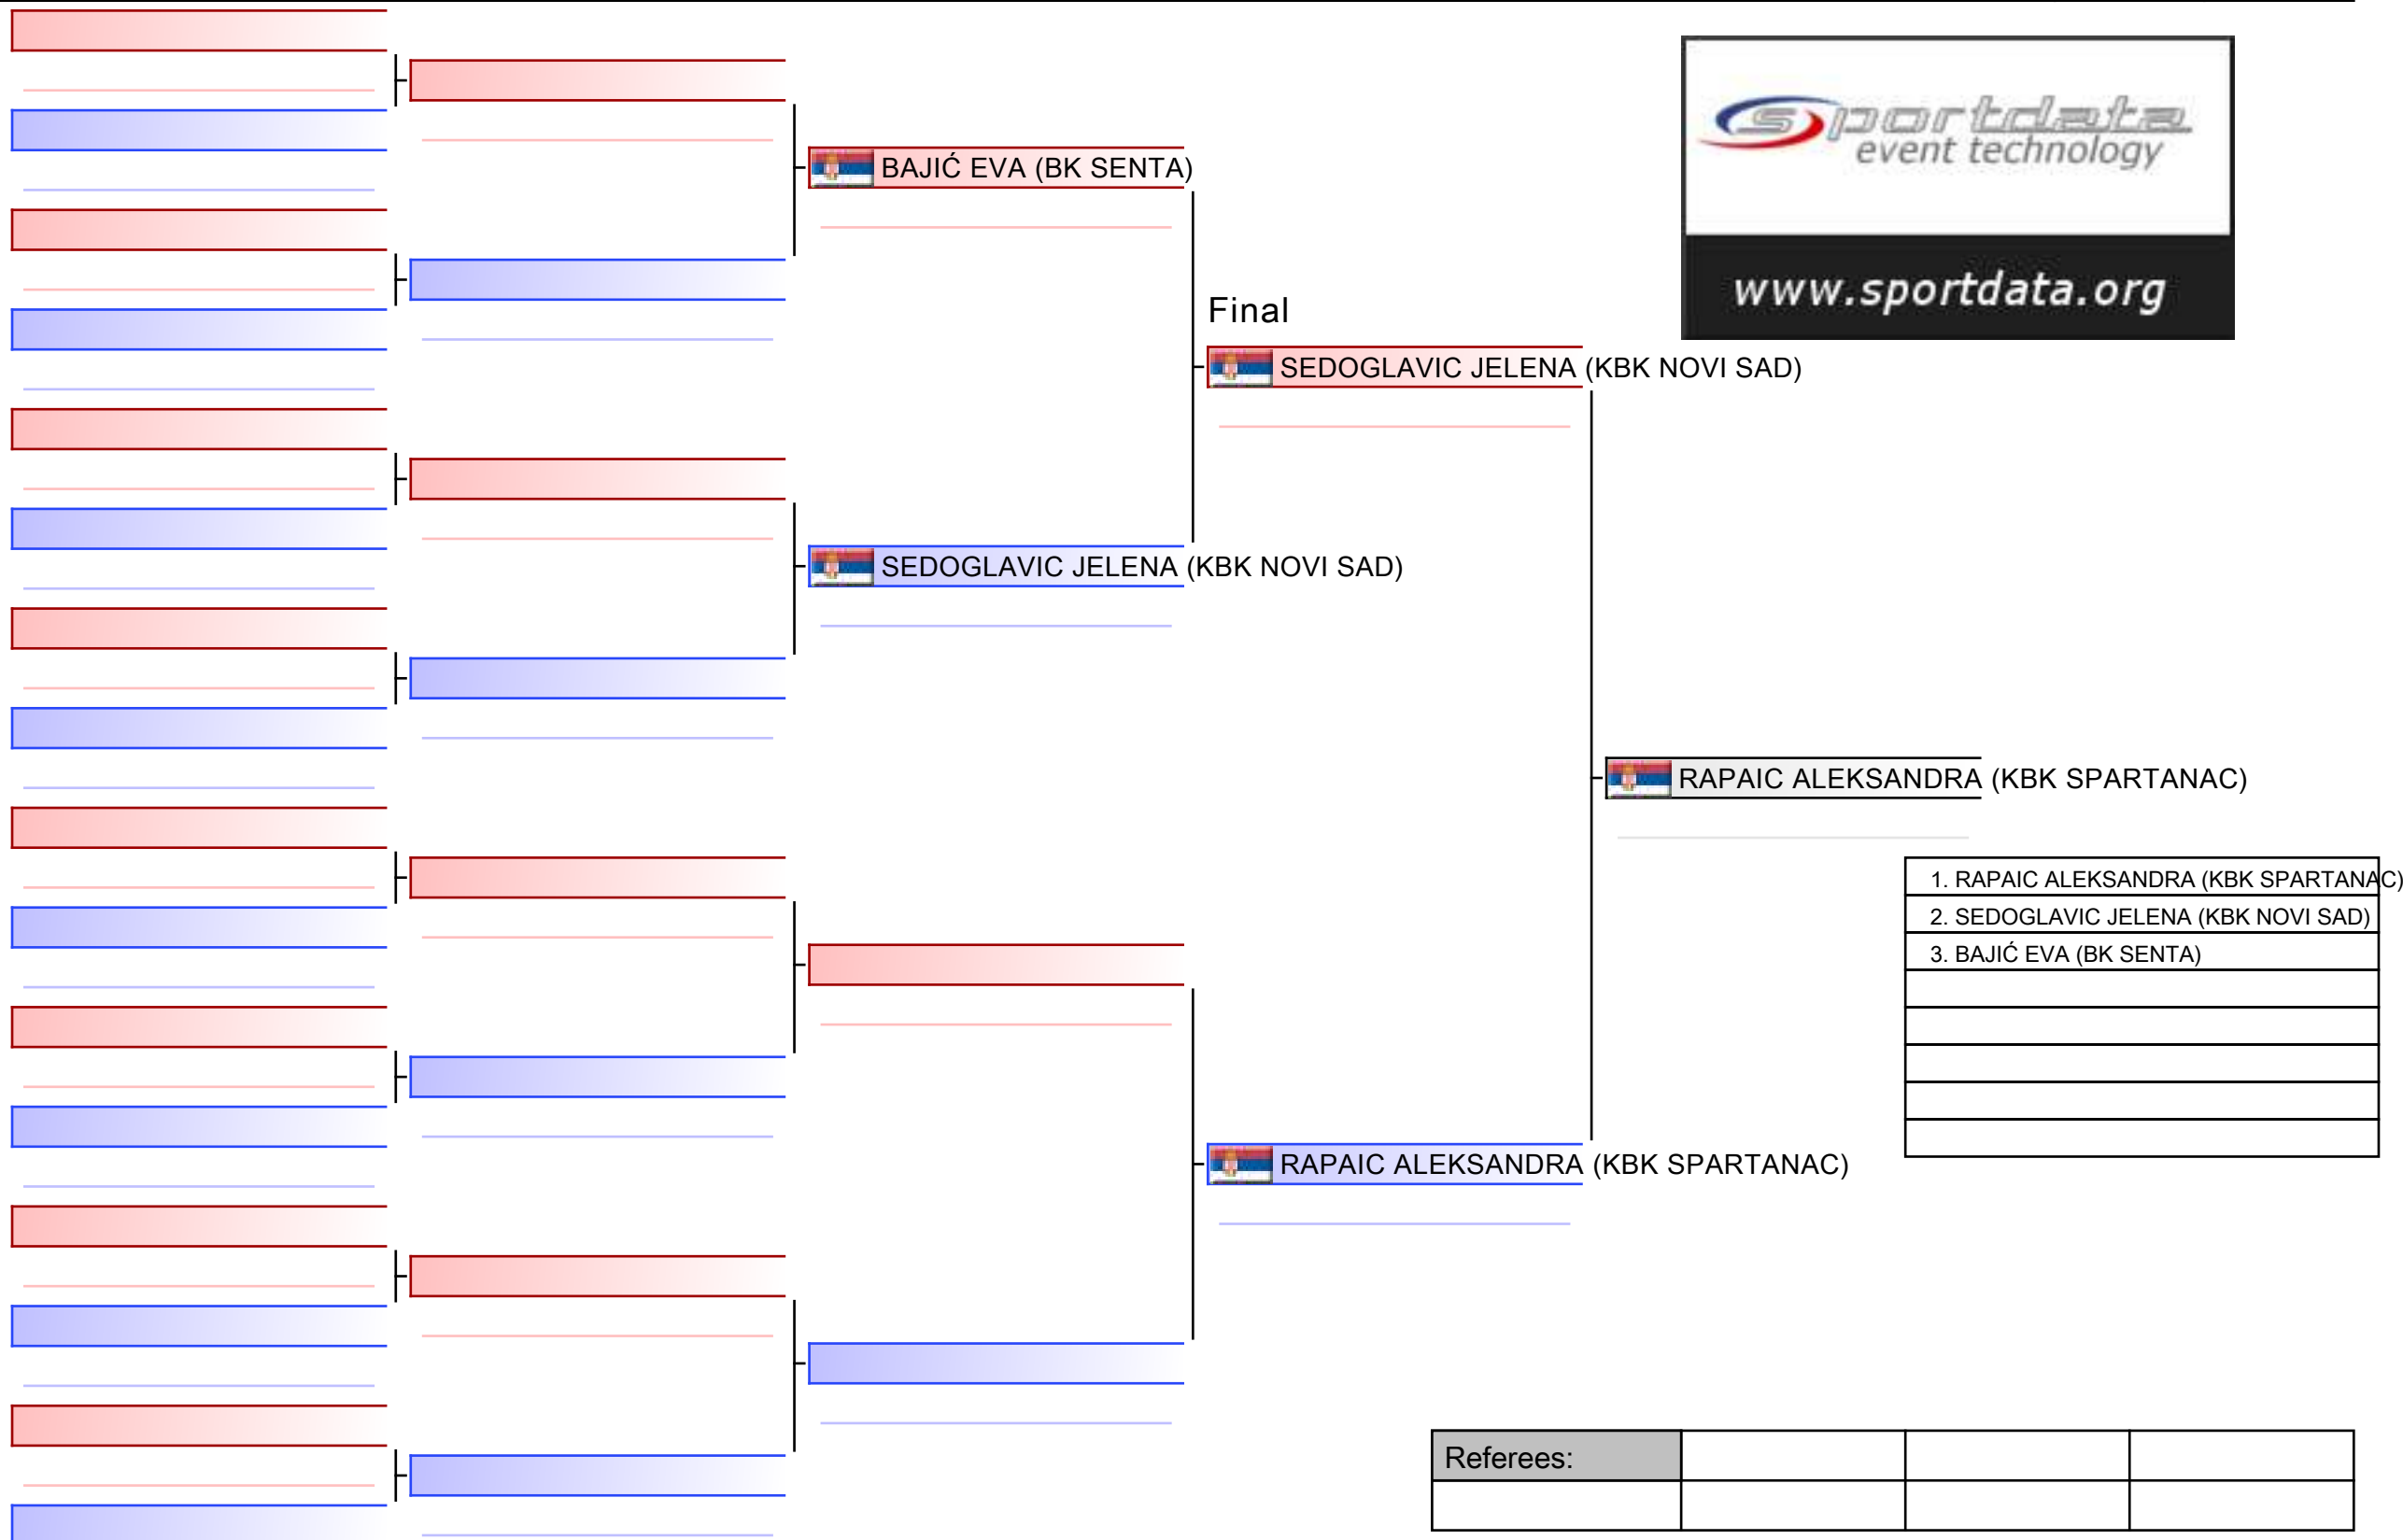 sportdata
event technology
www.sportdata.org
BAJIĆ EVA (BK SENTA)
Final
SEDOGLAVIC JELENA (KBK NOVI SAD)
SEDOGLAVIC JELENA (KBK NOVI SAD)
RAPAIC ALEKSANDRA (KBK SPARTANAC)
1. RAPAIC ALEKSANDRA (KBK SPARTANAC)
2. SEDOGLAVIC JELENA (KBK NOVI SAD)
3. BAJIĆ EVA (BK SENTA)
RAPAIC ALEKSANDRA (KBK SPARTANAC)
Referees: